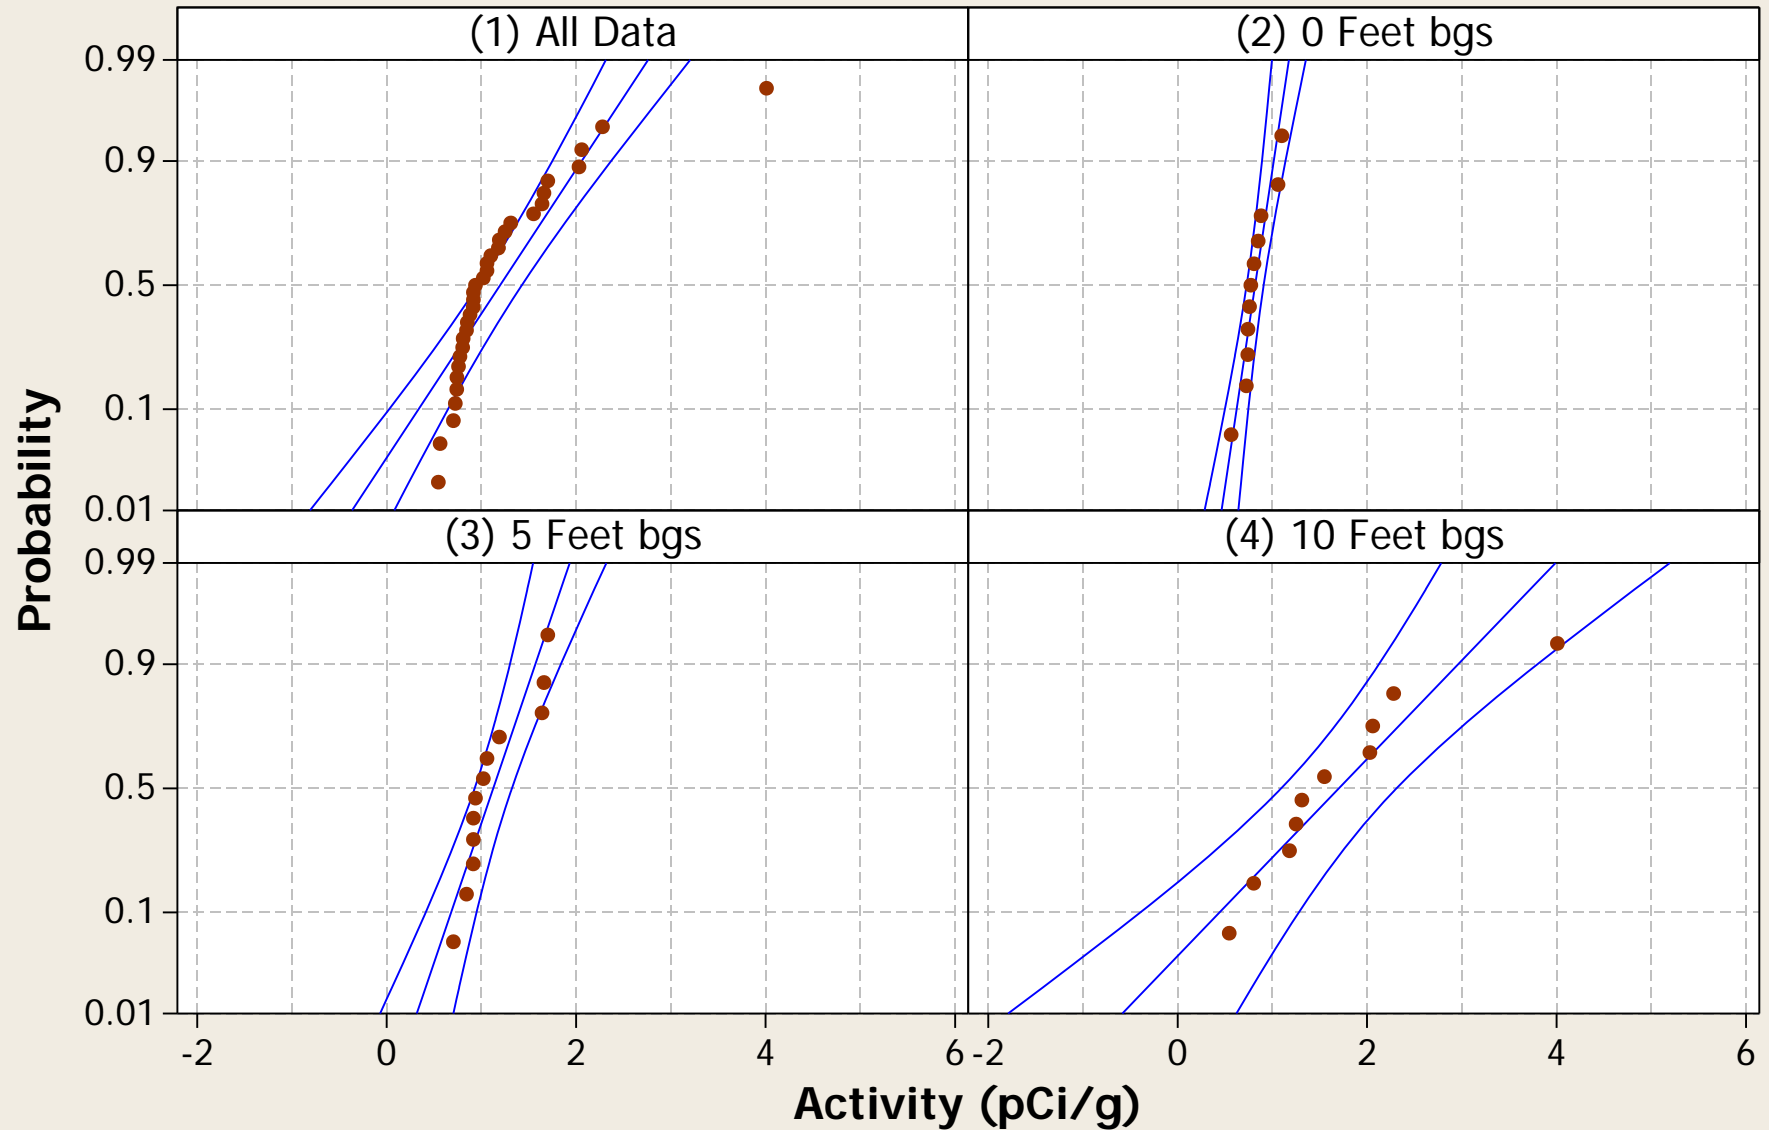 (1) All Data
(2) 0 Feet bgs
0.99
0.9
0.5
0.1
0.01
(3) 5 Feet bgs
(4) 10 Feet bgs
0.99
0.9
0.5
0.1
0.01
Probability
-2 0 2 4 6 -2 0 2 4 6
Activity (pCi/g)